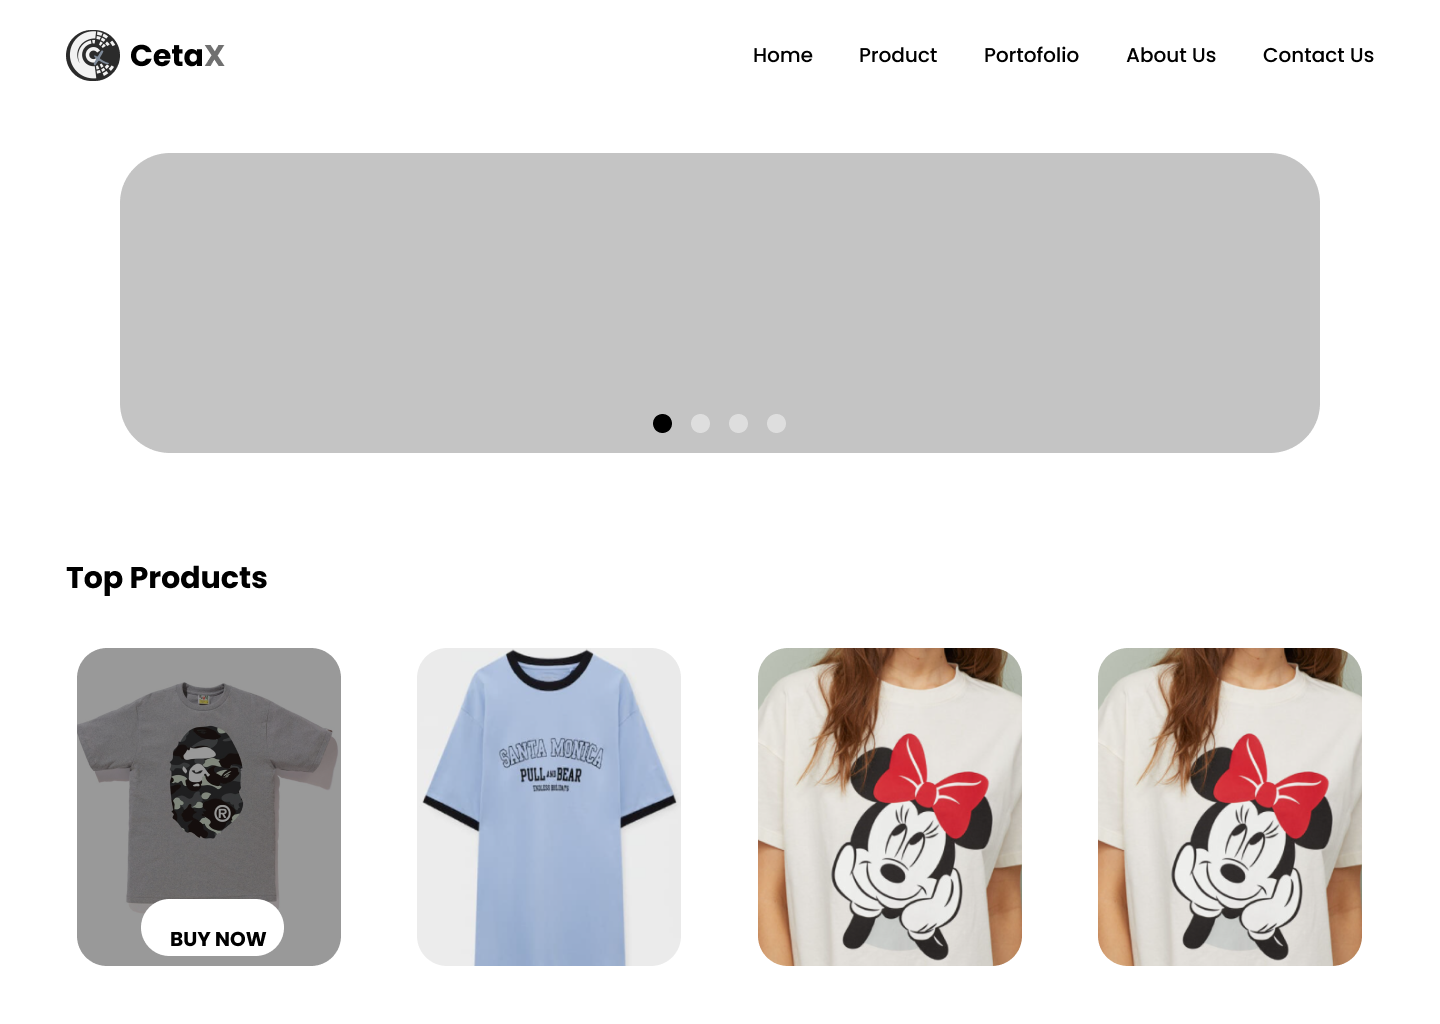 CetaX
Home Product Portofolio About Us Contact Us
Top Products
SANTA MONICA
PULL AND BEAR
®
BUY NOW